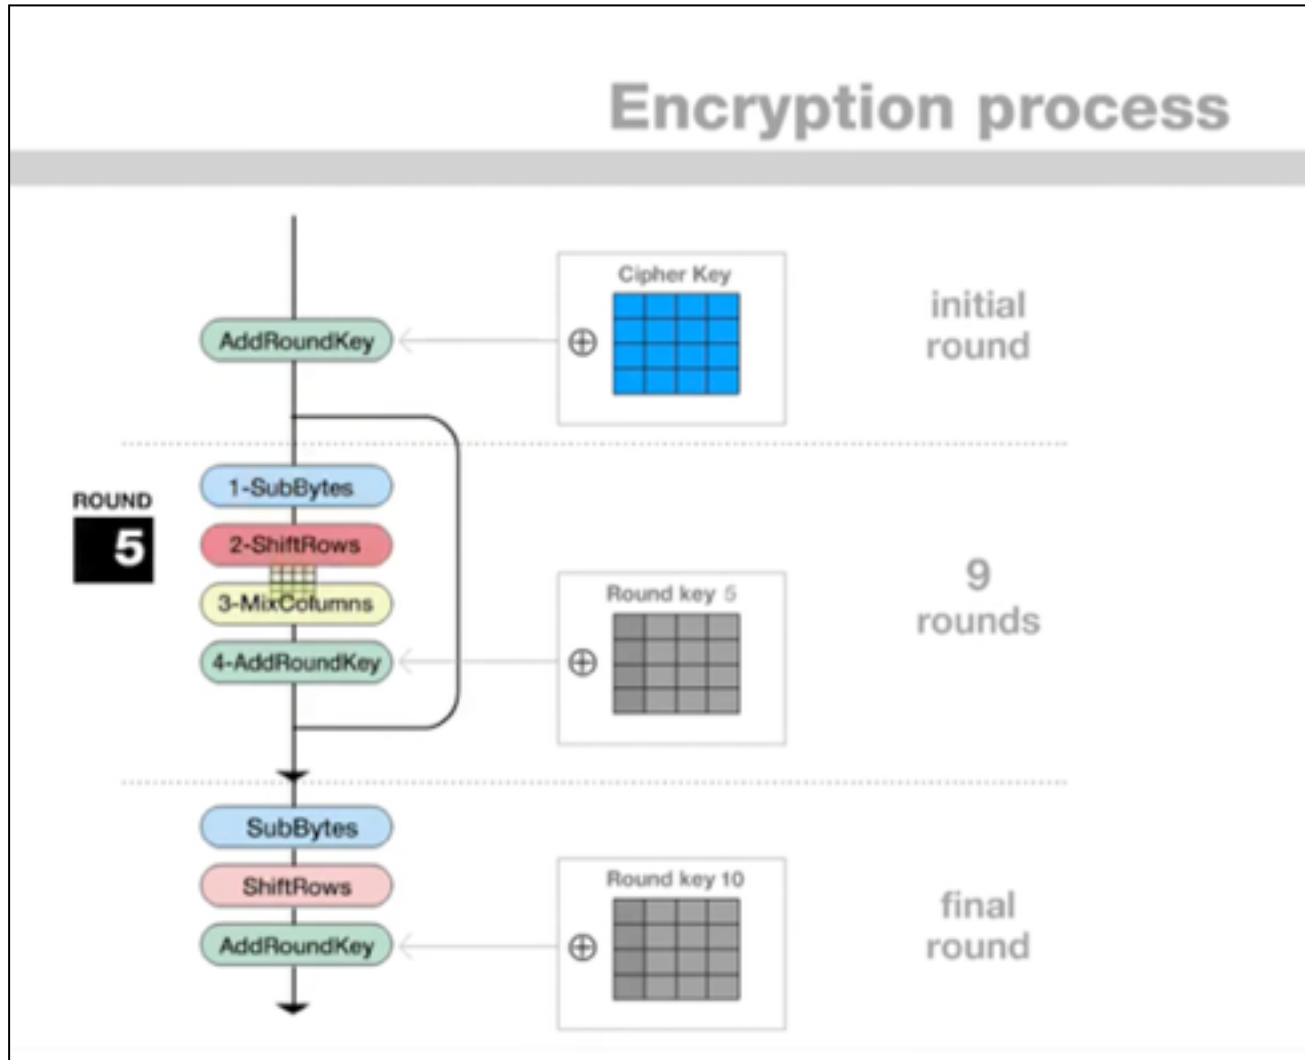 Encryption process
Cipher Key
initial
round
AddRoundKey
1-SubBytes
ROUND
5
2-ShiftRows
3-MixColumns
4-AddRoundKey
Round key 5
9
rounds
SubBytes
ShiftRows
AddRoundKey
Round key 10
final
round